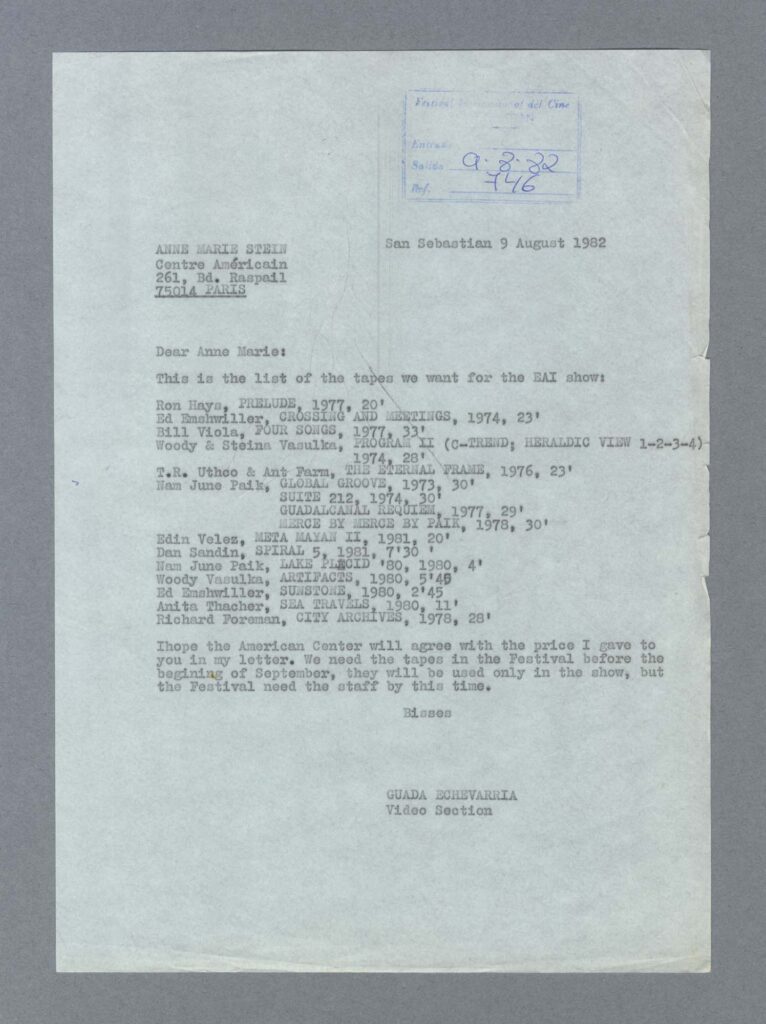 Festival del Cine
Entrada
Salida 9-8-82
Ref. 746
San Sebastian 9 August 1982
ANNE MARIE STEIN
Centre Américain
261, Bd. Raspail
75014 PARIS
Dear Anne Marie:
This is the list of the tapes we want for the EAI show:
Ron Hays, PRELUDE, 1977, 20'
Ed Emshwiller, CROSSING AND MEETINGS, 1974, 23'
Bill Viola, FOUR SONGS, 1977, 33'
Woody & Steina Vasulka, PROGRAM II (C-TREND; HERALDIC VIEW 1-2-3-4)
1974, 28'
T.R. Uthco & Ant Farm, THE ETERNAL FRAME, 1976, 23'
Nam June Paik, GLOBAL GROOVE, 1973, 30'
SUITE 212, 1974, 30'
GUADALCANAL REQUIEM, 1977, 29'
MERCE BY MERCE BY PAIK, 1978, 30'
Edin Velez, META MAYAN II, 1981, 20'
Dan Sandin, SPIRAL 5, 1981, 7'30 '
Nam June Paik, LAKE PLACID '80, 1980, 4'
Woody Vasulka, ARTIFACTS, 1980, 5'45
Ed Emshwiller, SUNSTONE, 1980, 2'45
Anita Thacher, SEA TRAVELS, 1980, 11'
Richard Foreman, CITY ARCHIVES, 1978, 28'
Ihope the American Center will agree with the price I gave to
you in my letter. We need the tapes in the Festival before the
begining of September, they will be used only in the show, but
the Festival need the staff by this time.
Bisses
GUADA ECHEVARRIA
Video Section